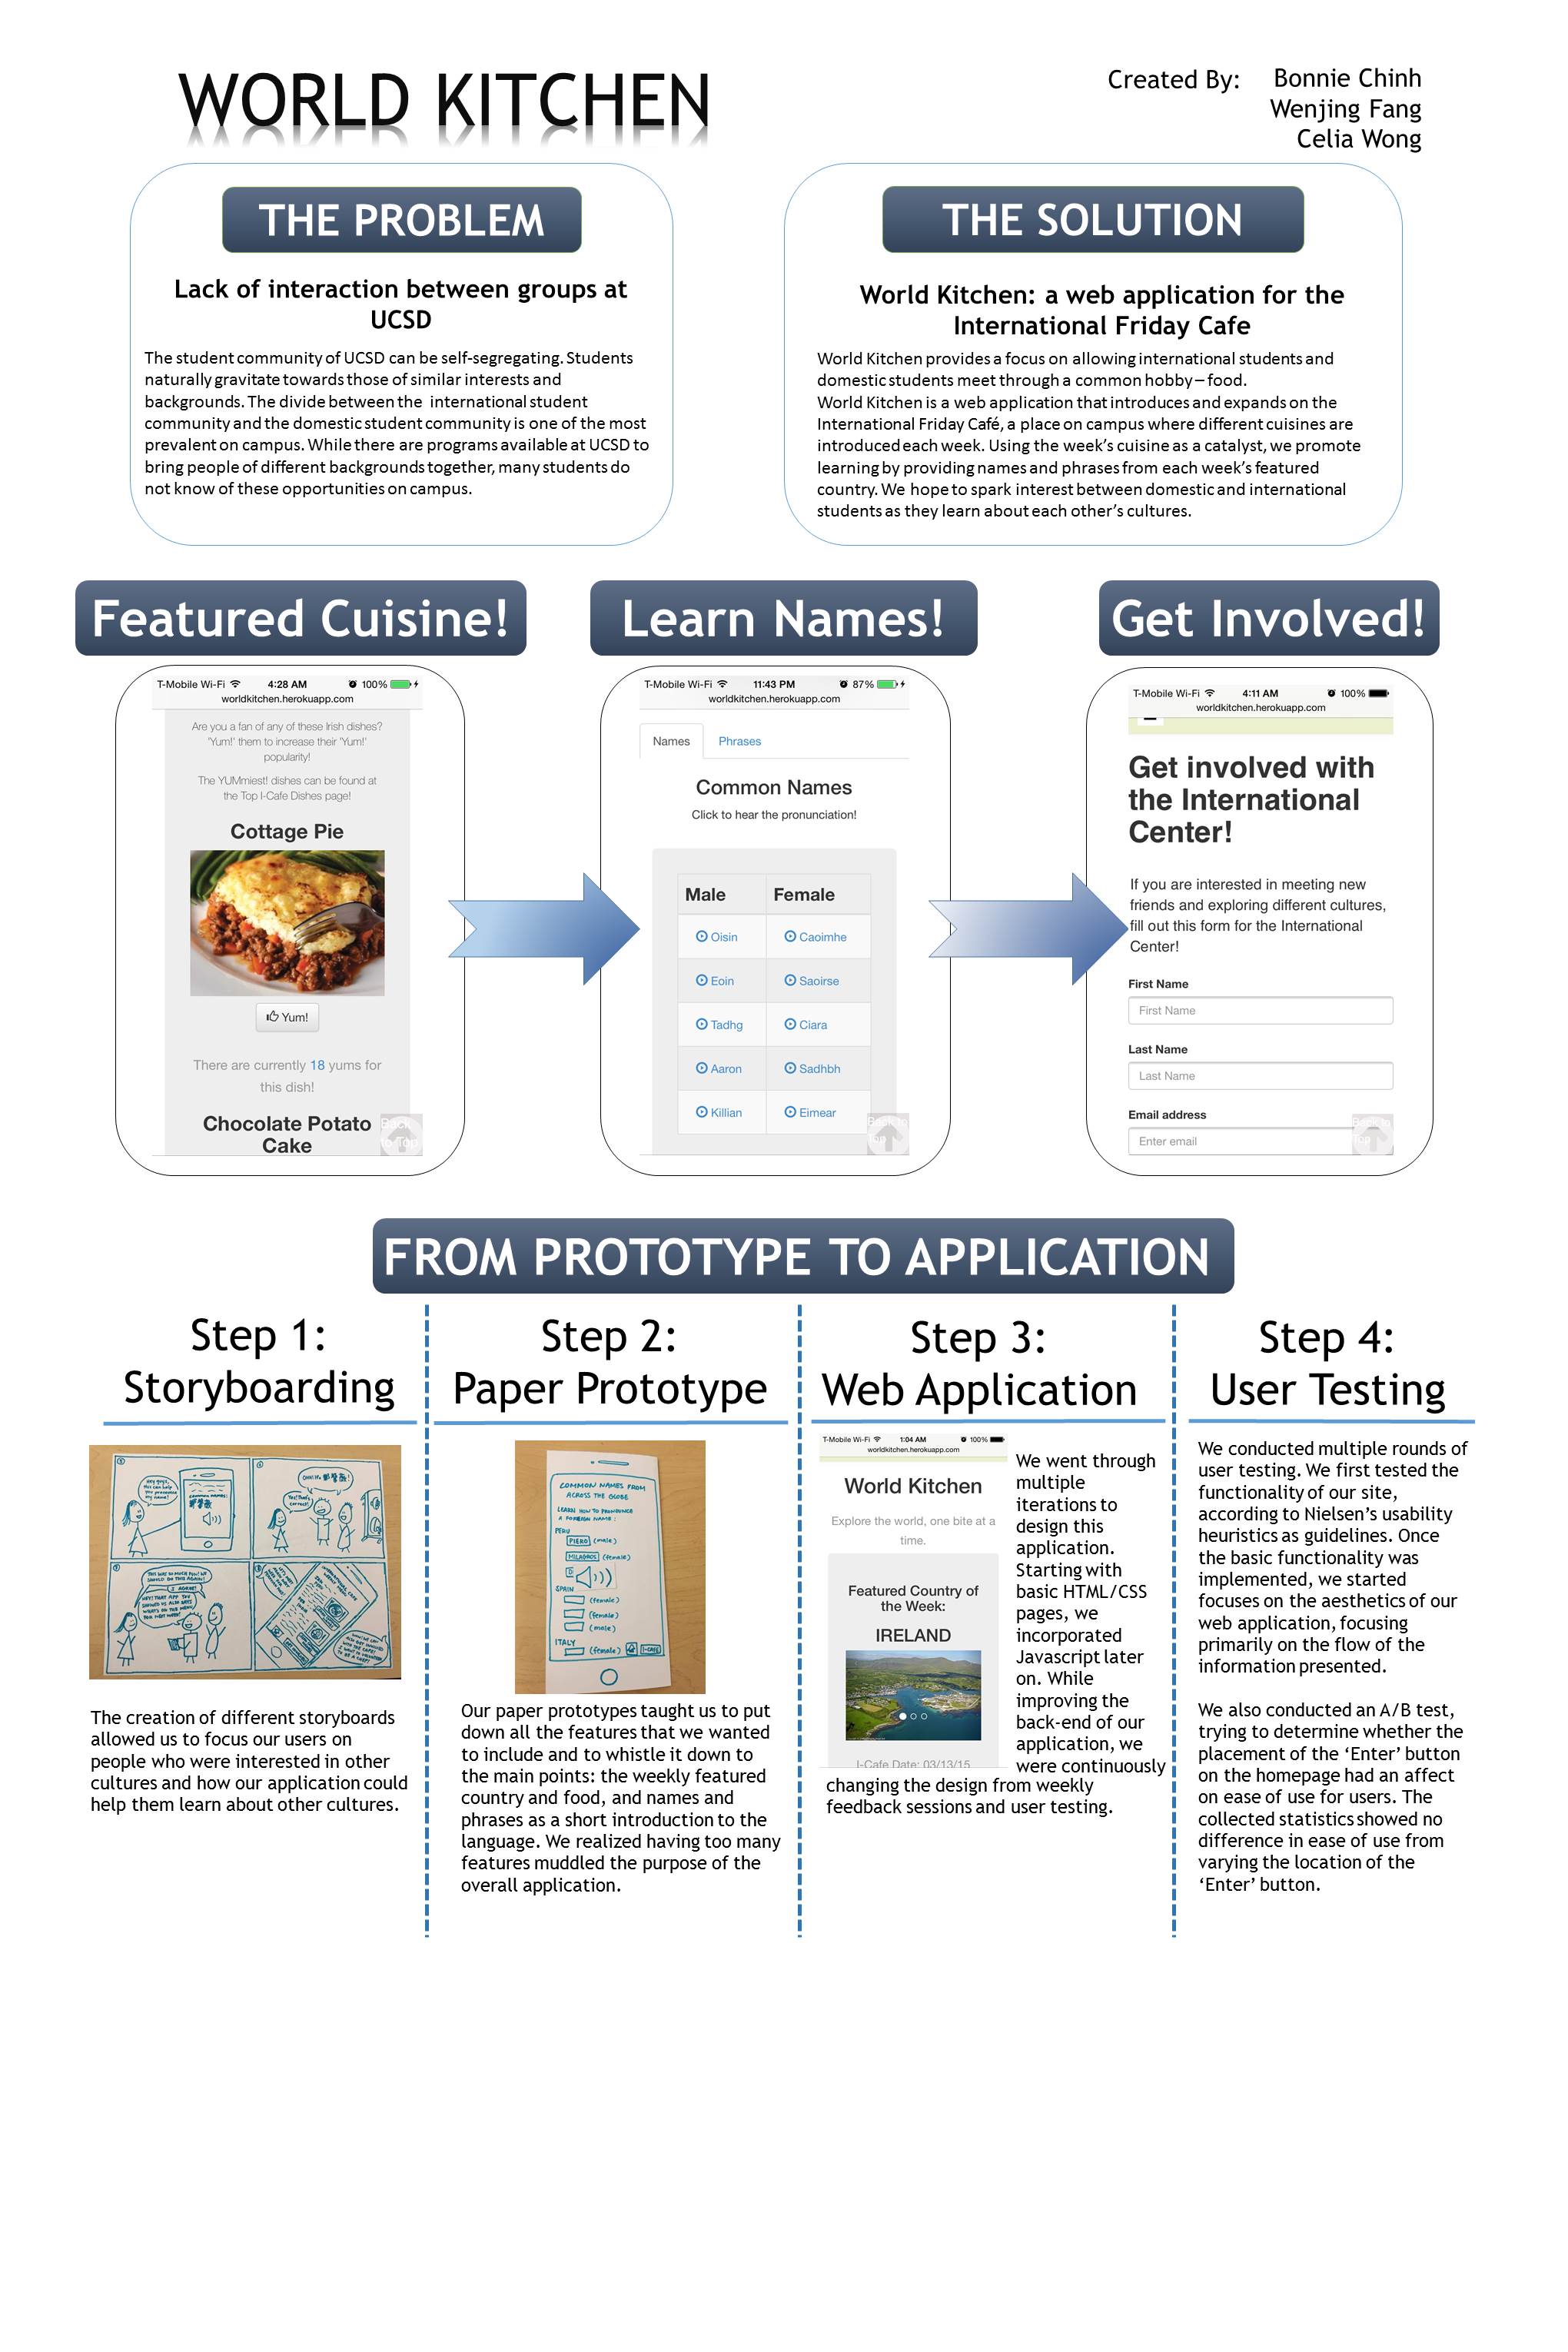 WORLD KITCHEN
Created By:
Bonnie Chinh
Wenjing Fang
Celia Wong
THE PROBLEM
Lack of interaction between groups at
UCSD
The student community of UCSD can be self-segregating. Students
naturally gravitate towards those of similar interests and
backgrounds. The divide between the international student
community and the domestic student community is one of the most
prevalent on campus. While there are programs available at UCSD to
bring people of different backgrounds together, many students do
not know of these opportunities on campus.
THE SOLUTION
World Kitchen: a web application for the
International Friday Cafe
World Kitchen provides a focus on allowing international students and
domestic students meet through a common hobby – food.
World Kitchen is a web application that introduces and expands on the
International Friday Café, a place on campus where different cuisines are
introduced each week. Using the week's cuisine as a catalyst, we promote
learning by providing names and phrases from each week's featured
country. We hope to spark interest between domestic and international
students as they learn about each other's cultures.
Featured Cuisine!
T-Mobile Wi-Fi 4:28 AM 100%
worldkitchen.herokuapp.com
Are you a fan of any of these Irish dishes?
'Yum!' them to increase their 'Yum!'
popularity!
The YUMmiest! dishes can be found at
the Top I-Cafe Dishes page!
Cottage Pie
Yum!
There are currently 18 yums for
this dish!
Chocolate Potato
Cake
Back
to Top
Learn Names!
T-Mobile Wi-Fi 11:43 PM 87%
worldkitchen.herokuapp.com
Names Phrases
Common Names
Click to hear the pronunciation!
Male Female
Oisin Caoimhe
Eoin Saoirse
Tadhg Ciara
Aaron Sadhbh
Killian Eimear
Back to
Top
Get Involved!
T-Mobile Wi-Fi 4:11 AM 100%
worldkitchen.herokuapp.com
Get involved with
the International
Center!
If you are interested in meeting new
friends and exploring different cultures,
fill out this form for the International
Center!
First Name
First Name
Last Name
Last Name
Email address
Enter email
Back to
Top
FROM PROTOTYPE TO APPLICATION
Step 1:
Storyboarding
The creation of different storyboards
allowed us to focus our users on
people who were interested in other
cultures and how our application could
help them learn about other cultures.
Step 2:
Paper Prototype
COMMON NAMES FROM
ACROSS THE GLOBE
LEARN HOW TO PRONOUNCE
A FOREIGN NAME:
PERU
PIERO (male)
MILAGROS (female)
SPAIN
(female)
(female)
(male)
ITALY
(female) I-CAFE
Our paper prototypes taught us to put
down all the features that we wanted
to include and to whistle it down to
the main points: the weekly featured
country and food, and names and
phrases as a short introduction to the
language. We realized having too many
features muddled the purpose of the
overall application.
Step 3:
Web Application
T-Mobile Wi-Fi 1:04 AM 100%
worldkitchen.herokuapp.com
World Kitchen
Explore the world, one bite at a
time.
Featured Country of
the Week:
IRELAND
I-Cafe Date: 03/13/15
We went through
multiple
iterations to
design this
application.
Starting with
basic HTML/CSS
pages, we
incorporated
Javascript later
on. While
improving the
back-end of our
application, we
were continuously
changing the design from weekly
feedback sessions and user testing.
Step 4:
User Testing
We conducted multiple rounds of
user testing. We first tested the
functionality of our site,
according to Nielsen's usability
heuristics as guidelines. Once
the basic functionality was
implemented, we started
focuses on the aesthetics of our
web application, focusing
primarily on the flow of the
information presented.
We also conducted an A/B test,
trying to determine whether the
placement of the ‘Enter’ button
on the homepage had an affect
on ease of use for users. The
collected statistics showed no
difference in ease of use from
varying the location of the
‘Enter’ button.